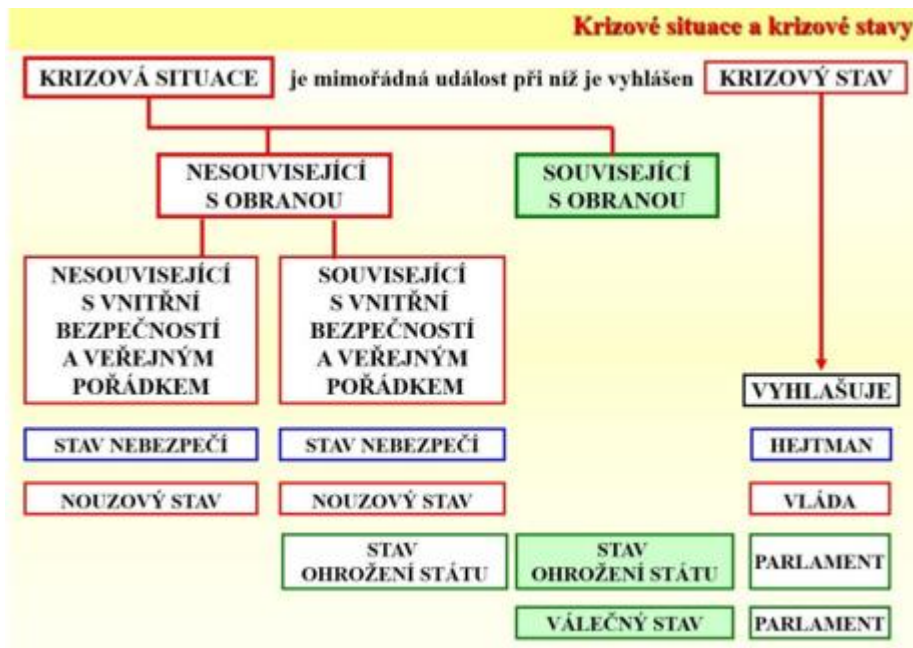 Krizové situace a krizové stavy
KRIZOVÁ SITUACE je mimořádná událost při níž je vyhlášen KRIZOVÝ STAV
NESOUVISEJÍCÍ
S OBRANOU
SOUVISEJÍCÍ
S OBRANOU
NESOUVISEJÍCÍ
S VNITŘNÍ
BEZPEČNOSTÍ
A VEŘEJNÝM
POŘÁDKEM
SOUVISEJÍCÍ
S VNITŘNÍ
BEZPEČNOSTÍ
A VEŘEJNÝM
POŘÁDKEM
VYHLAŠUJE
STAV NEBEZPEČÍ
STAV NEBEZPEČÍ
HEJTMAN
NOUZOVÝ STAV
NOUZOVÝ STAV
VLÁDA
STAV
OHROŽENÍ STÁTU
STAV
OHROŽENÍ STÁTU
PARLAMENT
VÁLEČNÝ STAV
PARLAMENT